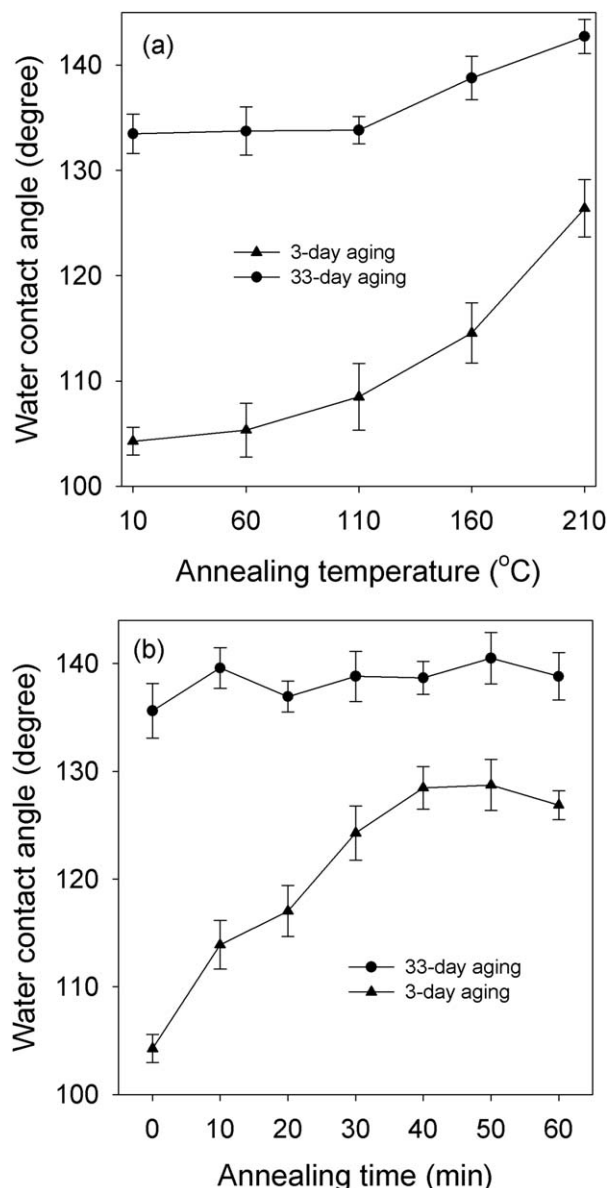 (a)
Water contact angle (degree)
140
130
120
110
100
3-day aging
33-day aging
10 60 110 160 210
Annealing temperature (°C)
(b)
Water contact angle (degree)
140
130
120
110
100
33-day aging
3-day aging
0 10 20 30 40 50 60
Annealing time (min)